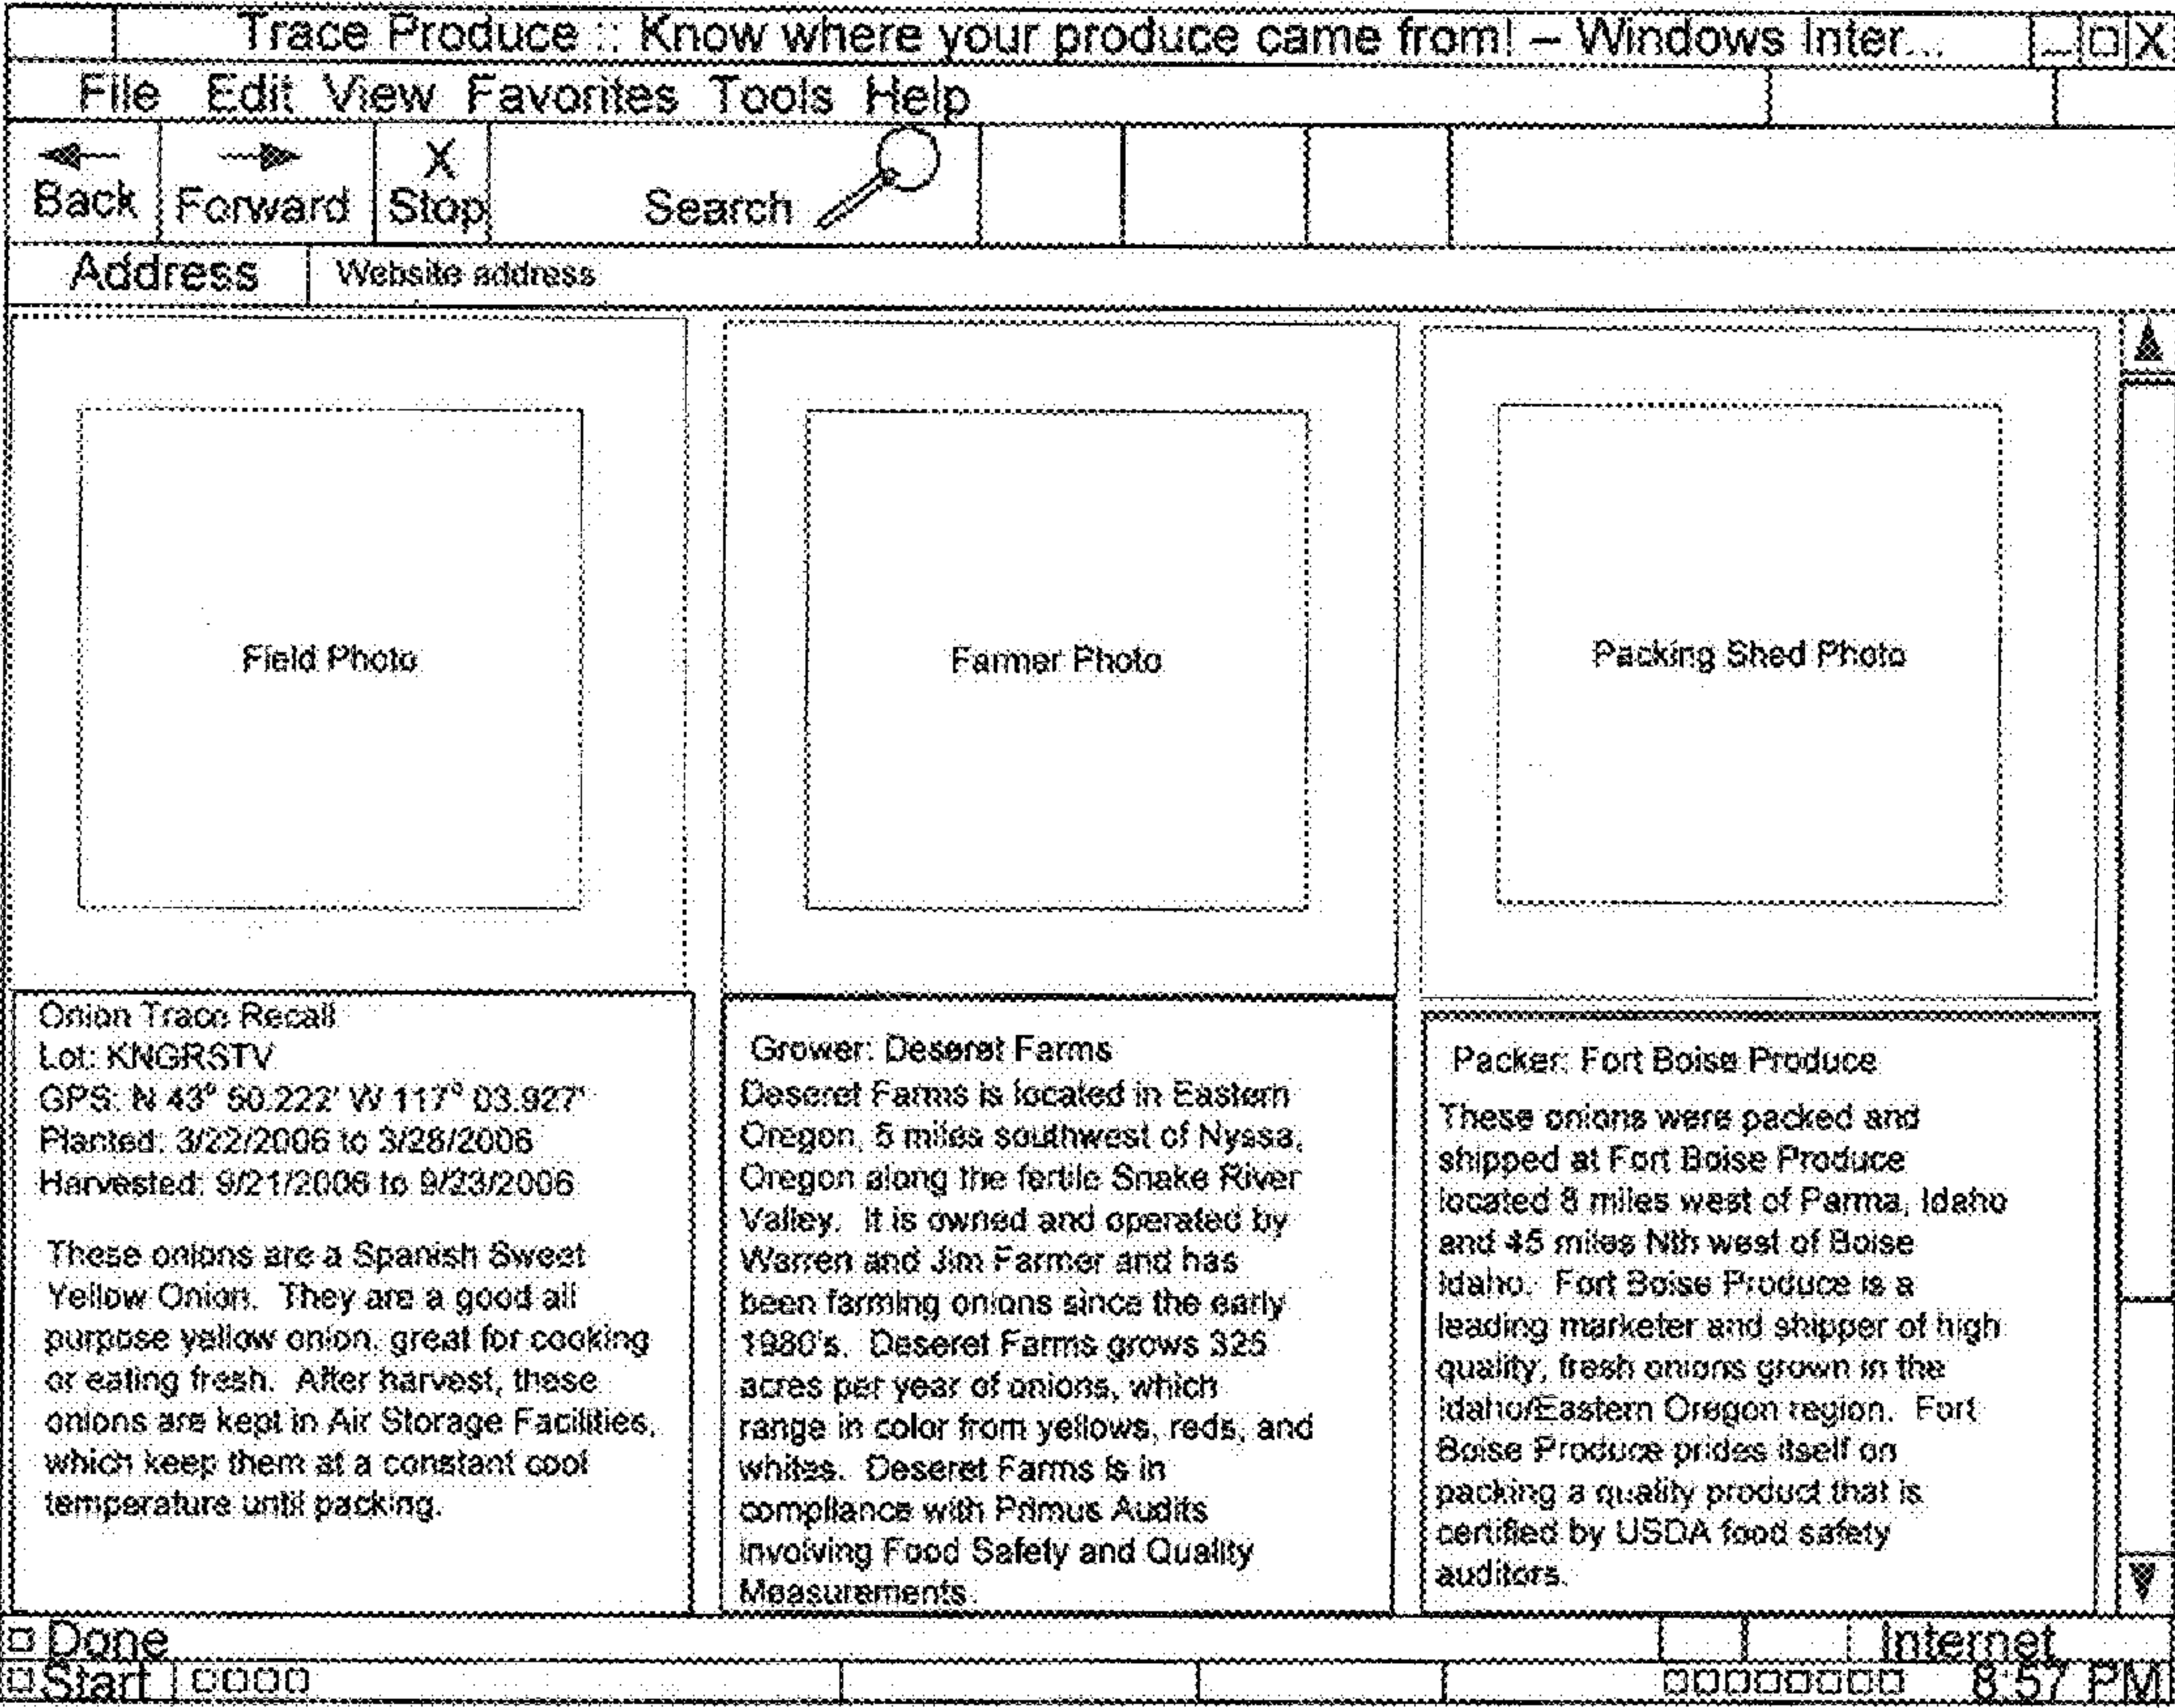 Trace Produce :: Know where your produce came from! – Windows Inter...
File Edit View Favorites Tools Help
Back Forward X Stop Search
Address Website address
Field Photo
Farmer Photo
Packing Shed Photo
Onion Trace Recall
Lot: KNGRSTV
GPS: N 43° 50.222' W 117° 03.927'
Planted: 3/22/2006 to 3/28/2006
Harvested: 9/21/2006 to 9/23/2006
These onions are a Spanish Sweet
Yellow Onion. They are a good all
purpose yellow onion, great for cooking
or eating fresh. After harvest, these
onions are kept in Air Storage Facilities,
which keep them at a constant cool
temperature until packing.
Grower: Deseret Farms
Deseret Farms is located in Eastern
Oregon, 5 miles southwest of Nyssa,
Oregon along the fertile Snake River
Valley. It is owned and operated by
Warren and Jim Farmer and has
been farming onions since the early
1980's. Deseret Farms grows 325
acres per year of onions, which
range in color from yellows, reds, and
whites. Deseret Farms is in
compliance with Primus Audits
involving Food Safety and Quality
Measurements.
Packer: Fort Boise Produce
These onions were packed and
shipped at Fort Boise Produce
located 8 miles west of Parma, Idaho
and 45 miles Nth west of Boise
Idaho. Fort Boise Produce is a
leading marketer and shipper of high
quality, fresh onions grown in the
Idaho/Eastern Oregon region. Fort
Boise Produce prides itself on
packing a quality product that is
certified by USDA food safety
auditors.
Done Internet
Start 8:57 PM